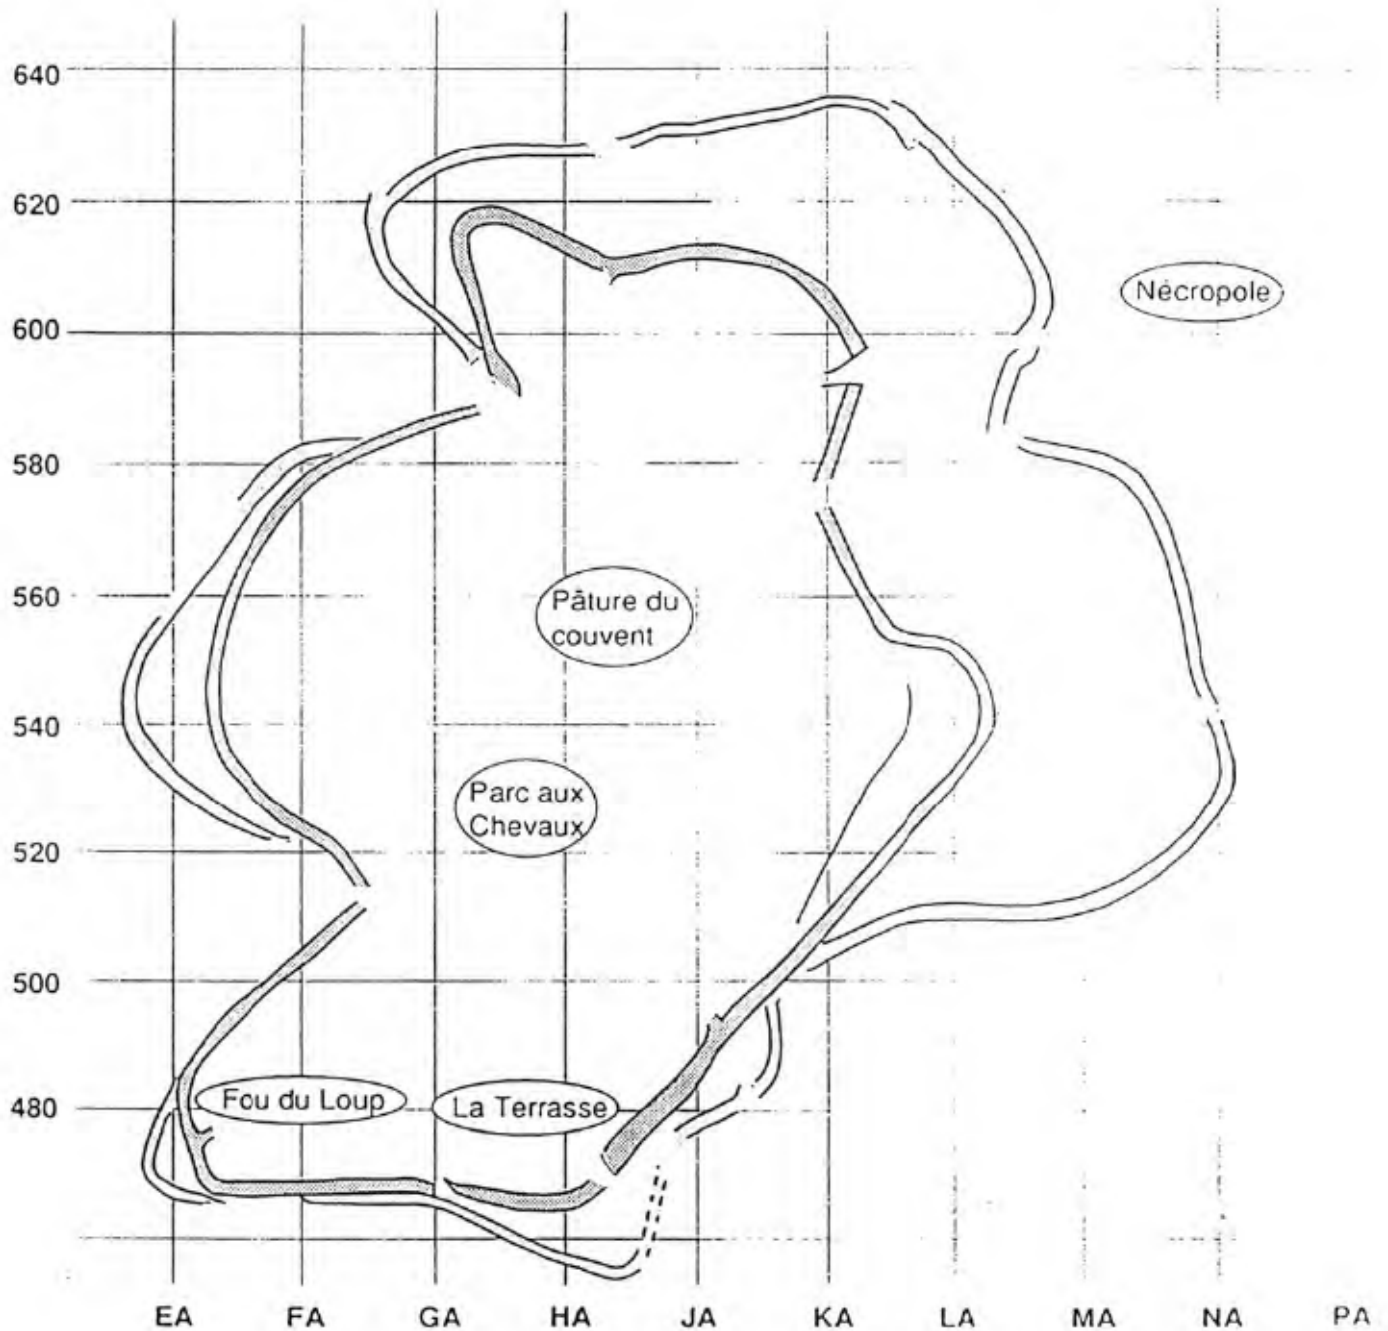 640
620
Nécropole
600
580
560
Pâture du
couvent
540
Parc aux
Chevaux
520
500
480
Fou du Loup
La Terrasse
EA FA GA HA JA KA LA MA NA PA